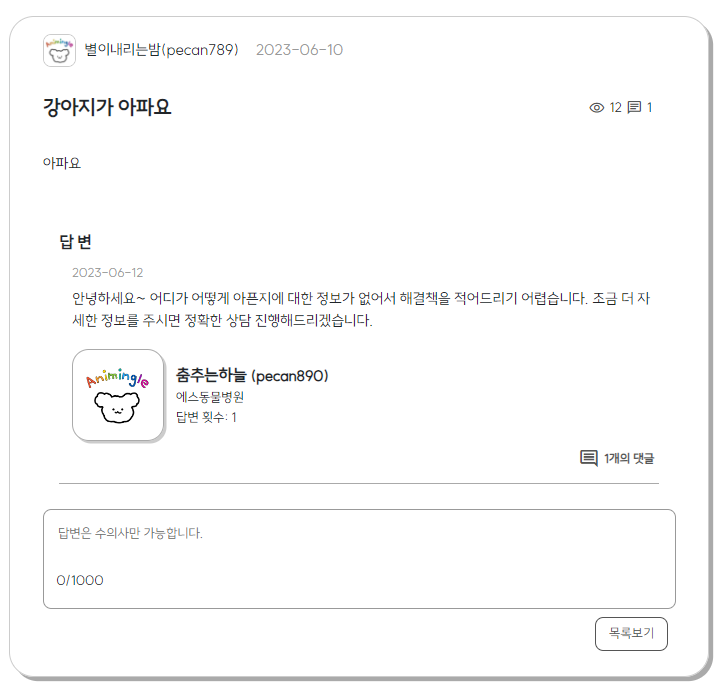 Animingle
별이내리는밤(pecan789) 2023-06-10
강아지가 아파요
12 1
아파요
답 변
2023-06-12
안녕하세요~ 어디가 어떻게 아픈지에 대한 정보가 없어서 해결책을 적어드리기 어렵습니다. 조금 더 자
세한 정보를 주시면 정확한 상담 진행해드리겠습니다.
Animingle
춤추는하늘 (pecan890)
에스동물병원
답변 횟수: 1
1개의 댓글
답변은 수의사만 가능합니다.
0/1000
목록보기